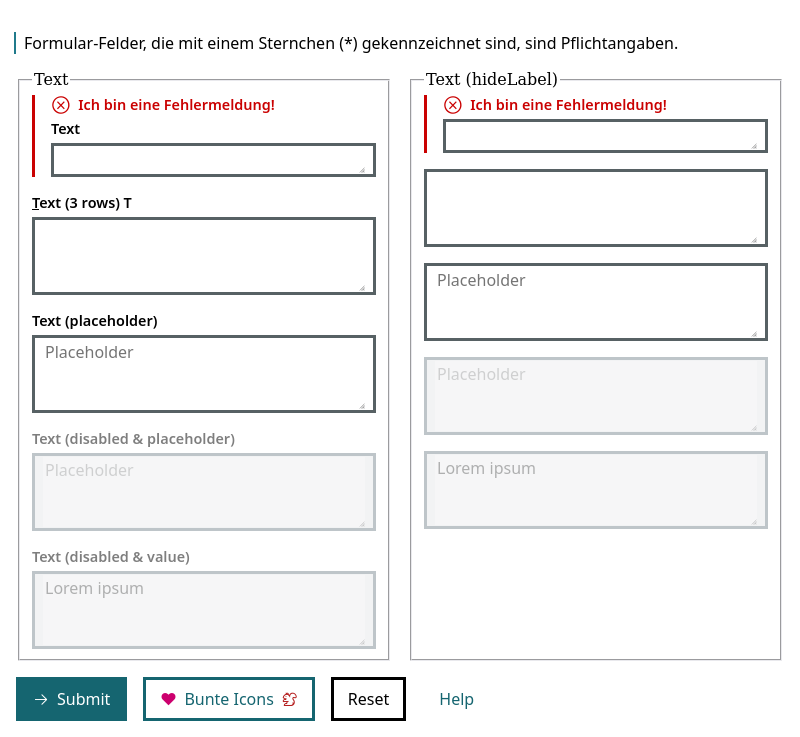 Formular-Felder, die mit einem Sternchen (*) gekennzeichnet sind, sind Pflichtangaben.
Text
Ich bin eine Fehlermeldung!
Text
Text (3 rows) T
Text (placeholder)
Placeholder
Text (disabled & placeholder)
Placeholder
Text (disabled & value)
Lorem ipsum
Text (hideLabel)
Ich bin eine Fehlermeldung!
Placeholder
Placeholder
Lorem ipsum
Submit
Bunte Icons
Reset
Help